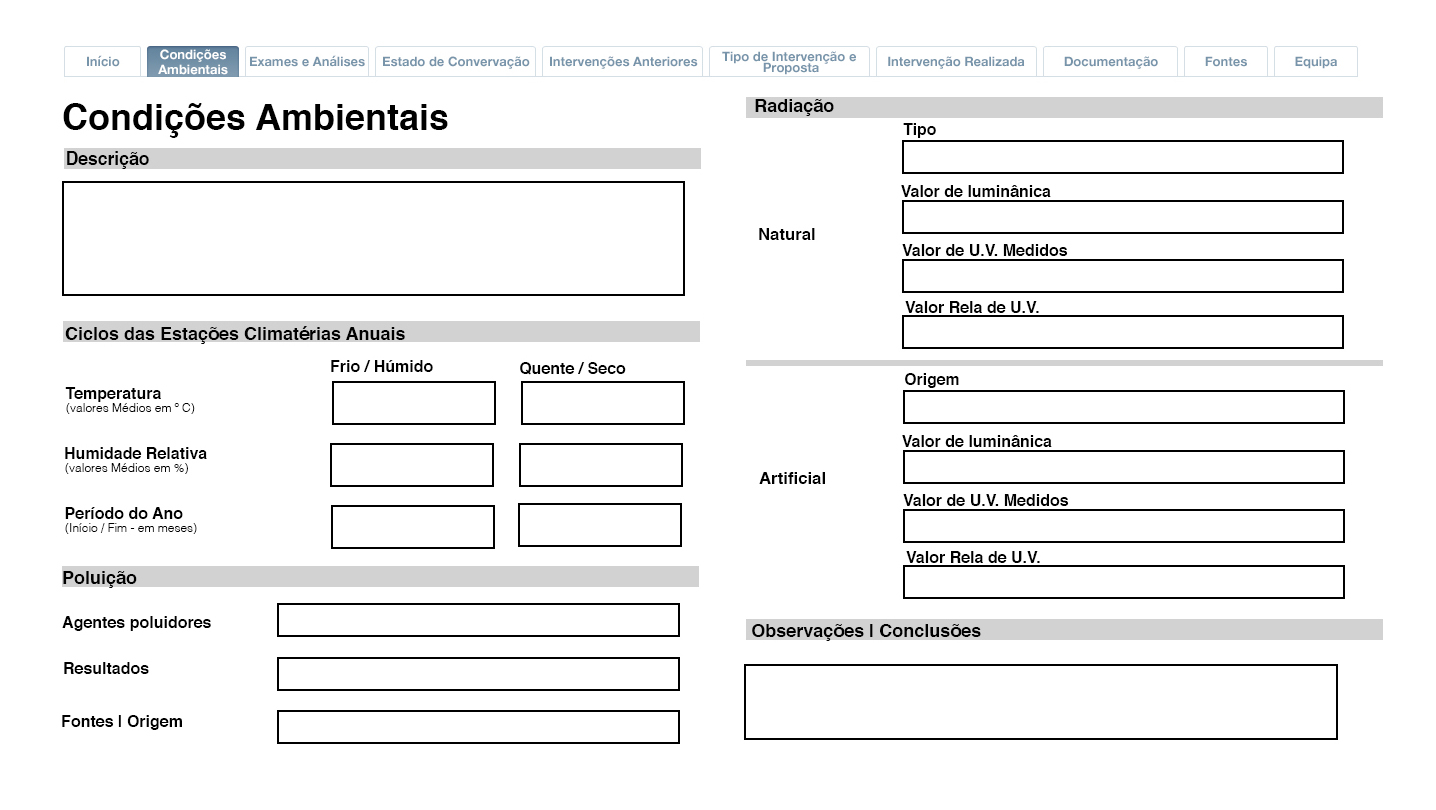 Início
Condições
Ambientais
Exames e Análises
Estado de Convervação
Intervenções Anteriores
Tipo de Intervenção e
Proposta
Intervenção Realizada
Documentação
Fontes
Equipa
Condições Ambientais
Descrição
Ciclos das Estações Climatérias Anuais
Frio / Húmido
Quente / Seco
Temperatura
(valores Médios em º C)
Humidade Relativa
(valores Médios em %)
Período do Ano
(Início / Fim - em meses)
Poluição
Agentes poluidores
Resultados
Fontes | Origem
Radiação
Natural
Tipo
Valor de luminânica
Valor de U.V. Medidos
Valor Rela de U.V.
Artificial
Origem
Valor de luminânica
Valor de U.V. Medidos
Valor Rela de U.V.
Observações | Conclusões